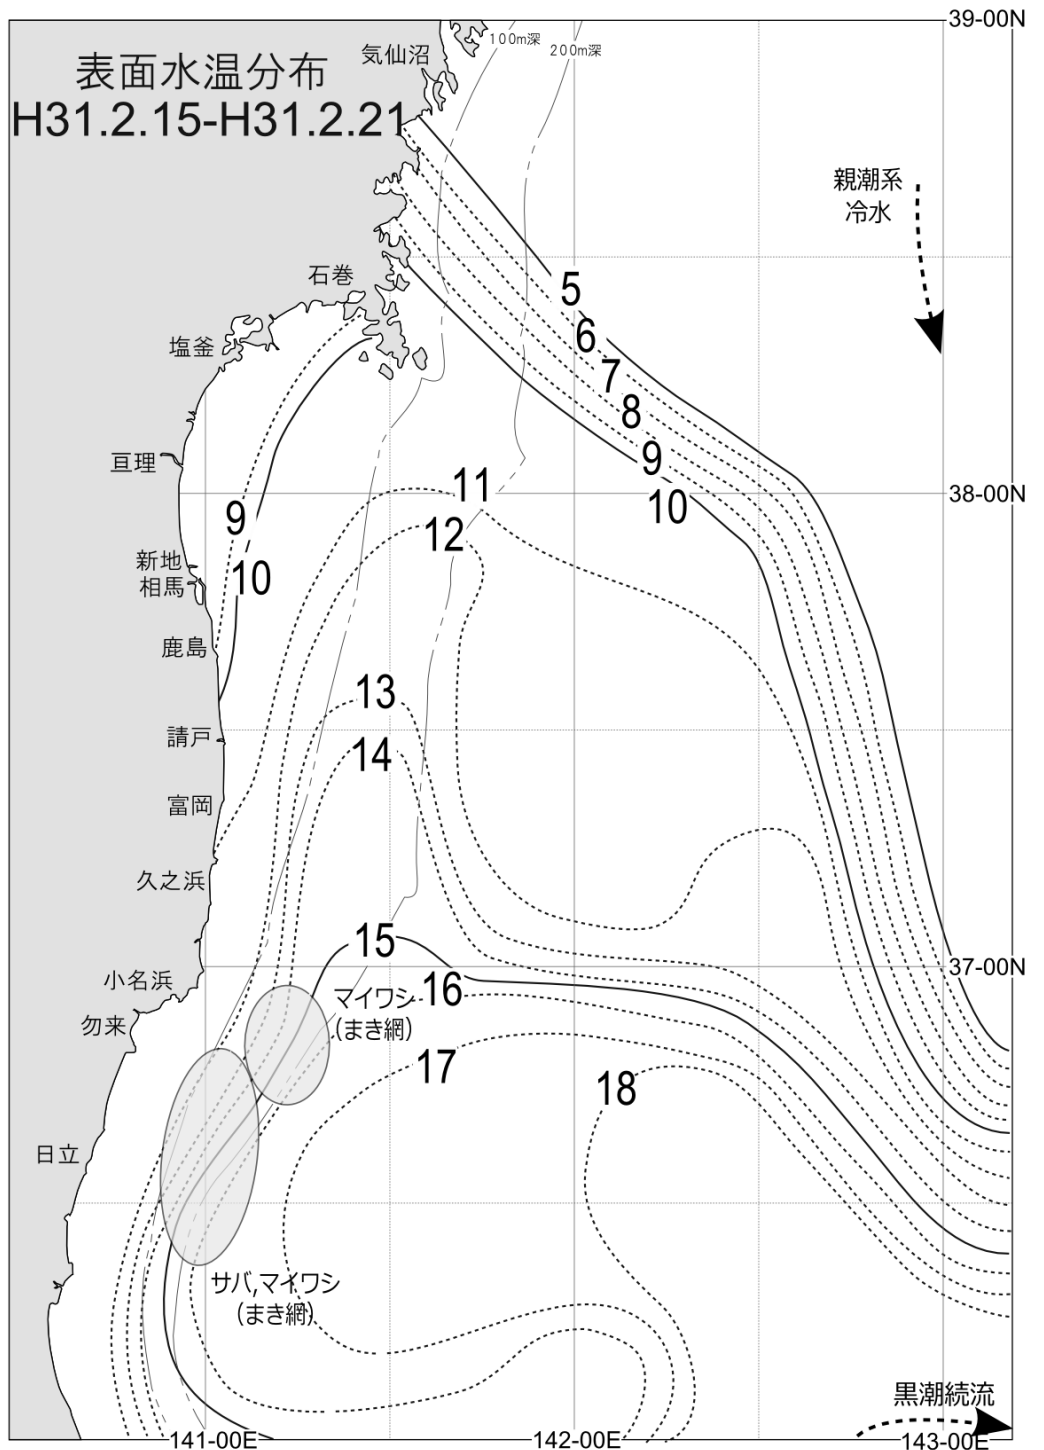 39-00N
100m深
200m深
気仙沼
表面水温分布
H31.2.15-H31.2.21
親潮系
冷水
石巻
5
6
塩釜
7
8
亘理
9
11
38-00N
10
9
12
新地
10
相馬
鹿島
13
請戸
14
富岡
久之浜
15
37-00N
小名浜
16
マイワシ
(まき網)
勿来
17
18
日立
サバ,マイワシ
(まき網)
黒潮続流
141-00E
142-00E
143-00E